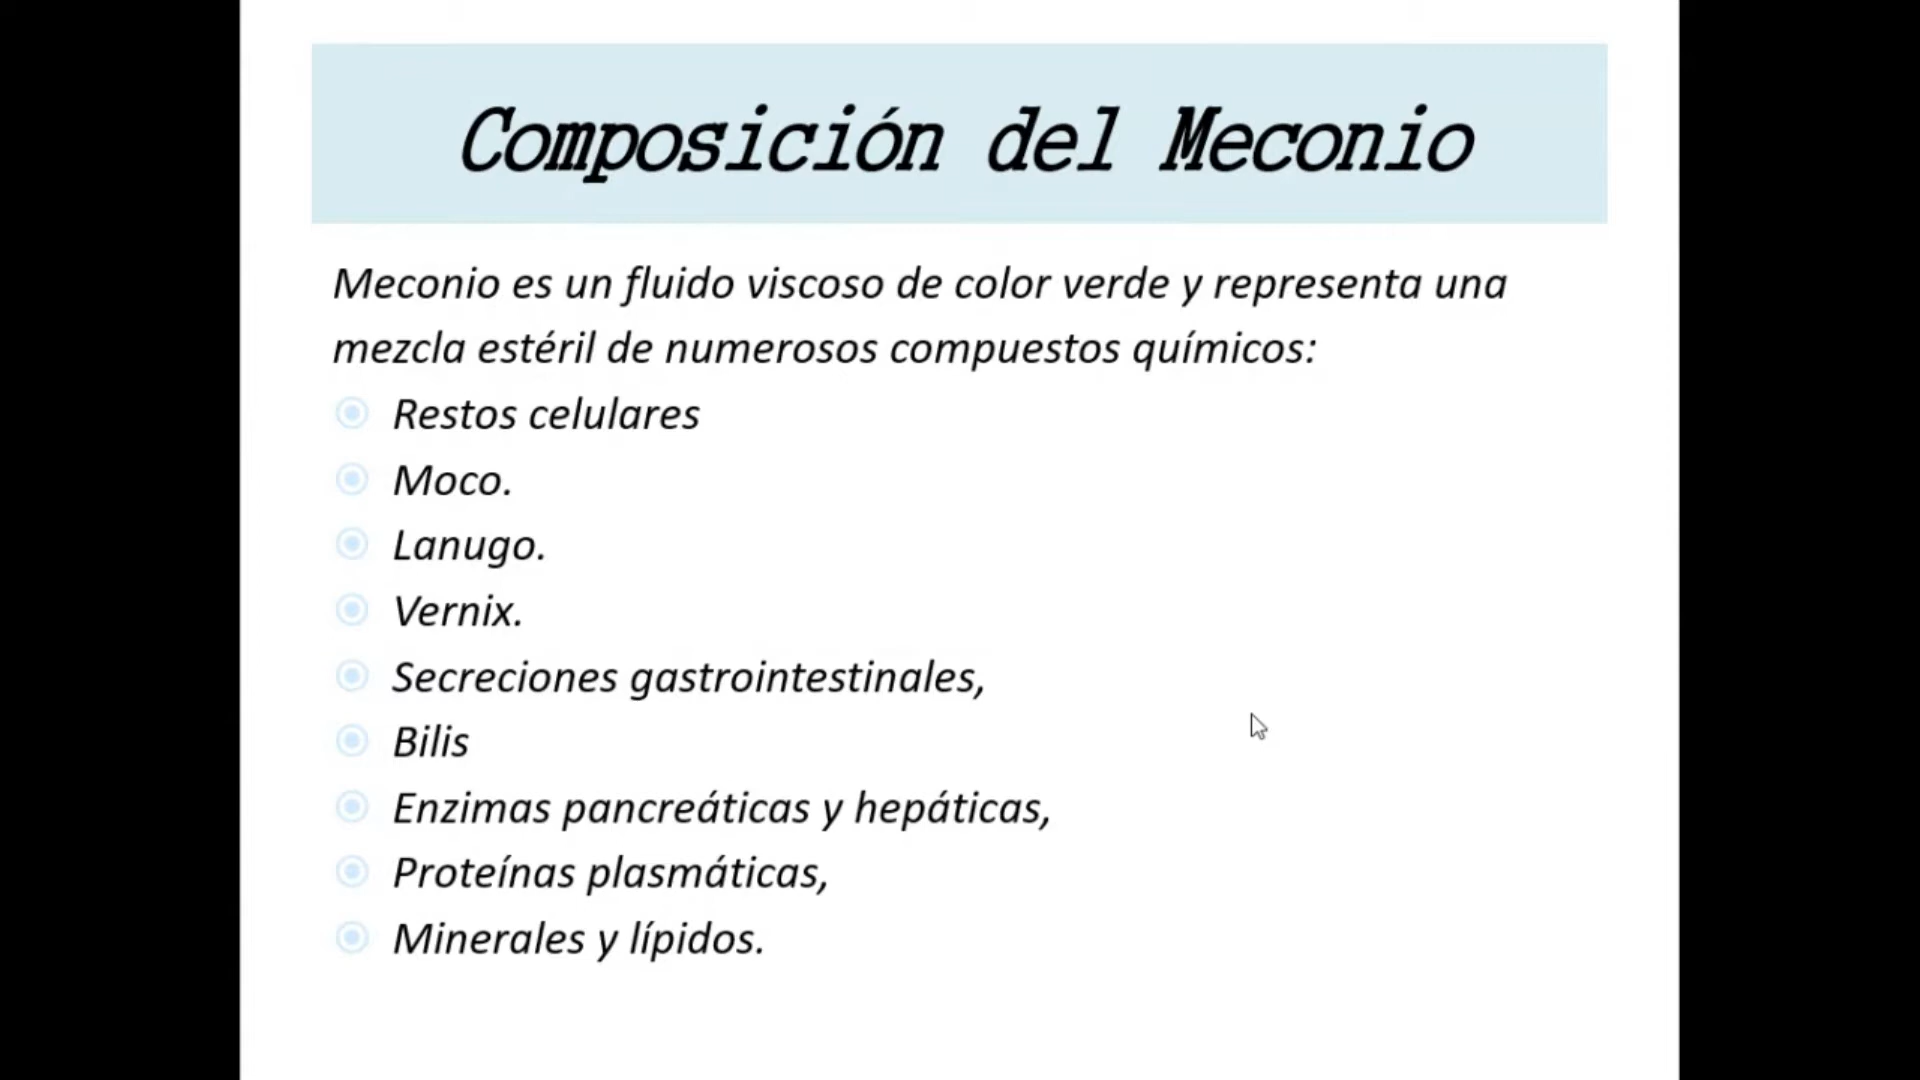 Composición del Meconio
Meconio es un fluido viscoso de color verde y representa una
mezcla estéril de numerosos compuestos químicos:
Restos celulares
Moco.
Lanugo.
Vernix.
Secreciones gastrointestinales,
Bilis
Enzimas pancreáticas y hepáticas,
Proteínas plasmáticas,
Minerales y lípidos.